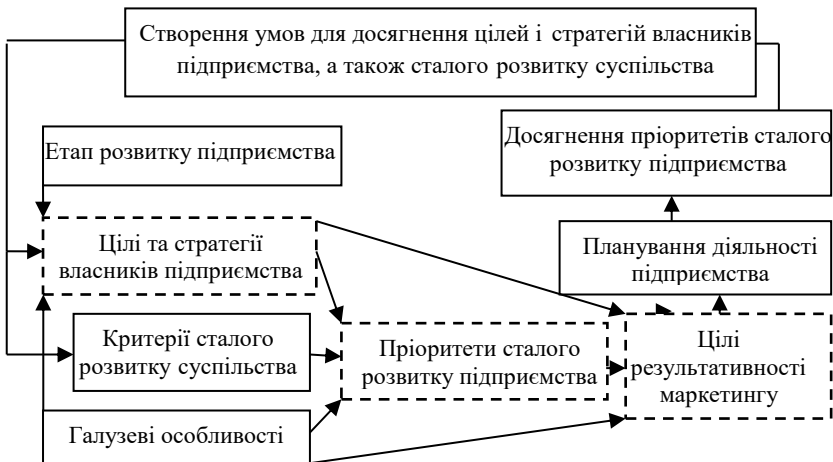 Створення умов для досягнення цілей і стратегій власників
підприємства, а також сталого розвитку суспільства
Етап розвитку підприємства
Досягнення пріоритетів сталого
розвитку підприємства
Цілі та стратегії
власників підприємства
Планування діяльності
підприємства
Критерії сталого
розвитку суспільства
Пріоритети сталого
розвитку підприємства
Цілі
результативності
маркетингу
Галузеві особливості